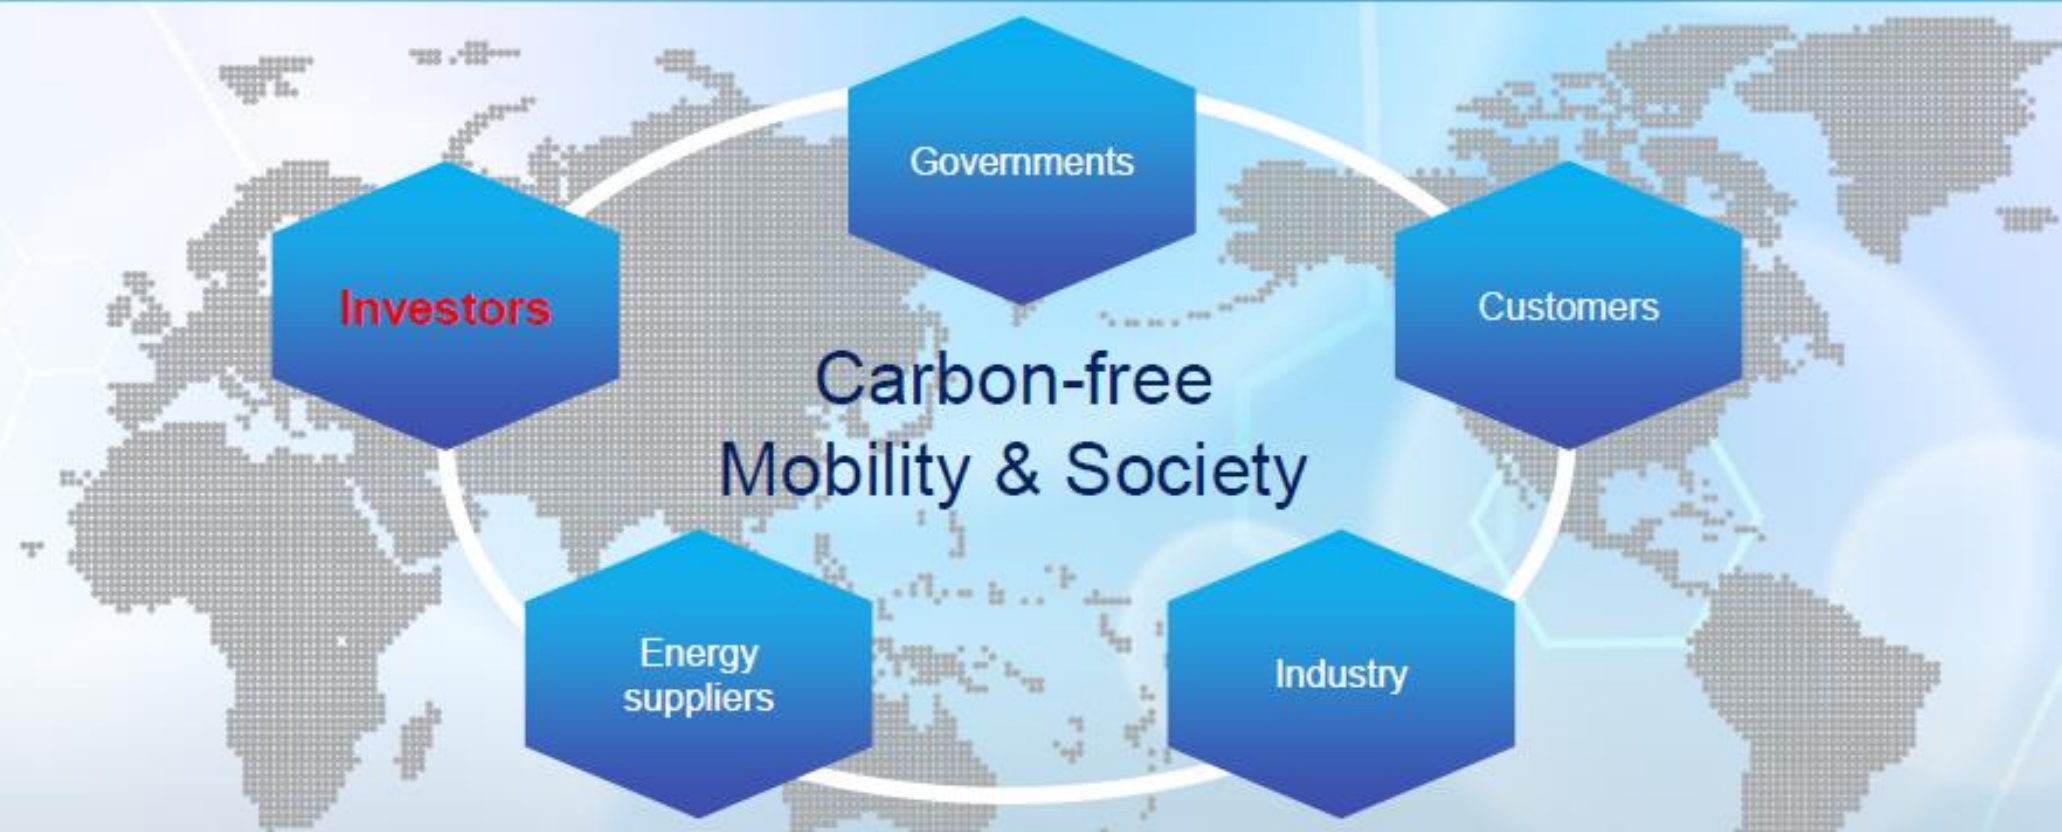 Governments
Investors
Customers
Carbon-free
Mobility & Society
Energy
suppliers
Industry